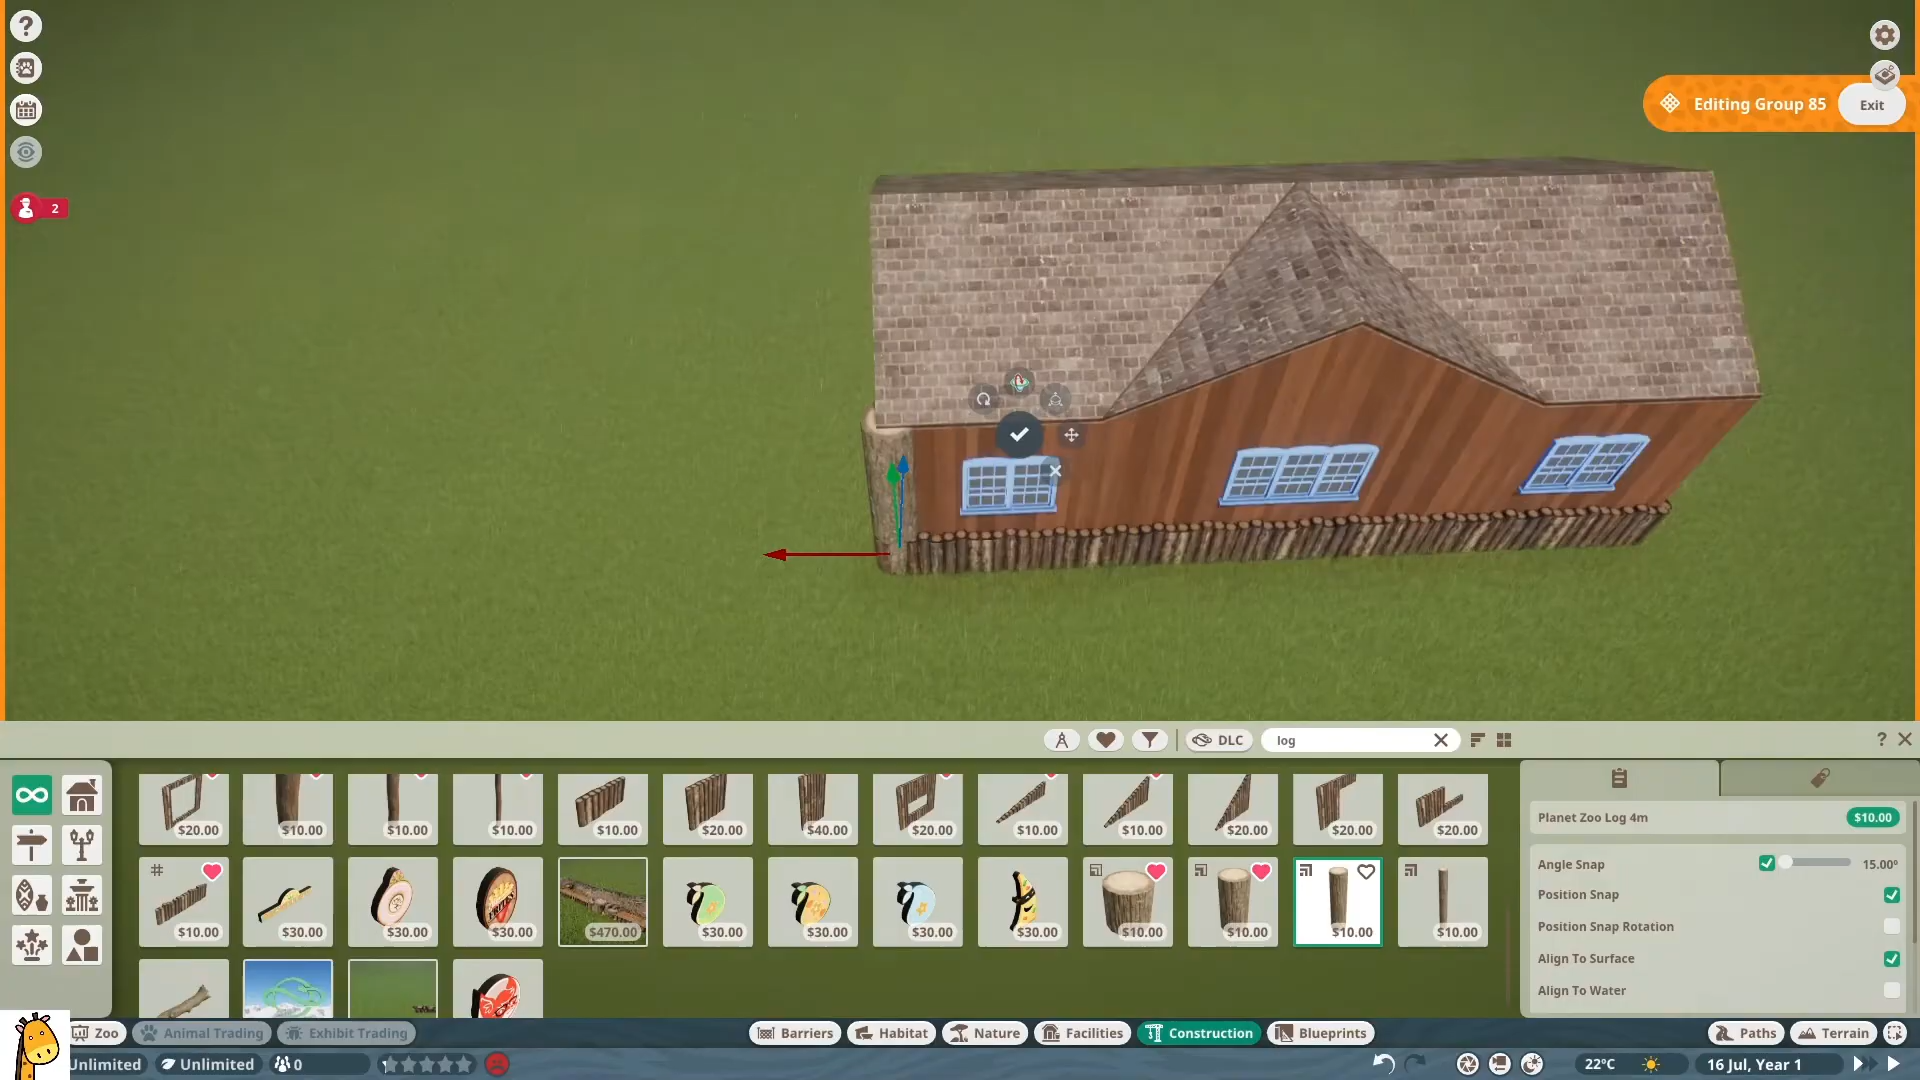 ?
Editing Group 85
Exit
2
DLC
log
?
$20.00
$10.00
$10.00
$10.00
$10.00
$20.00
$40.00
$20.00
$10.00
$10.00
$20.00
$20.00
$20.00
#
$10.00
$30.00
$30.00
$30.00
$470.00
$30.00
$30.00
$30.00
$30.00
$10.00
$10.00
$10.00
$10.00
Planet Zoo Log 4m
$10.00
Angle Snap
15.00º
Position Snap
Position Snap Rotation
Align To Surface
Align To Water
Zoo
Animal Trading
Exhibit Trading
Barriers
Habitat
Nature
Facilities
Construction
Blueprints
Paths
Terrain
Unlimited
Unlimited
0
22°C
16 Jul, Year 1